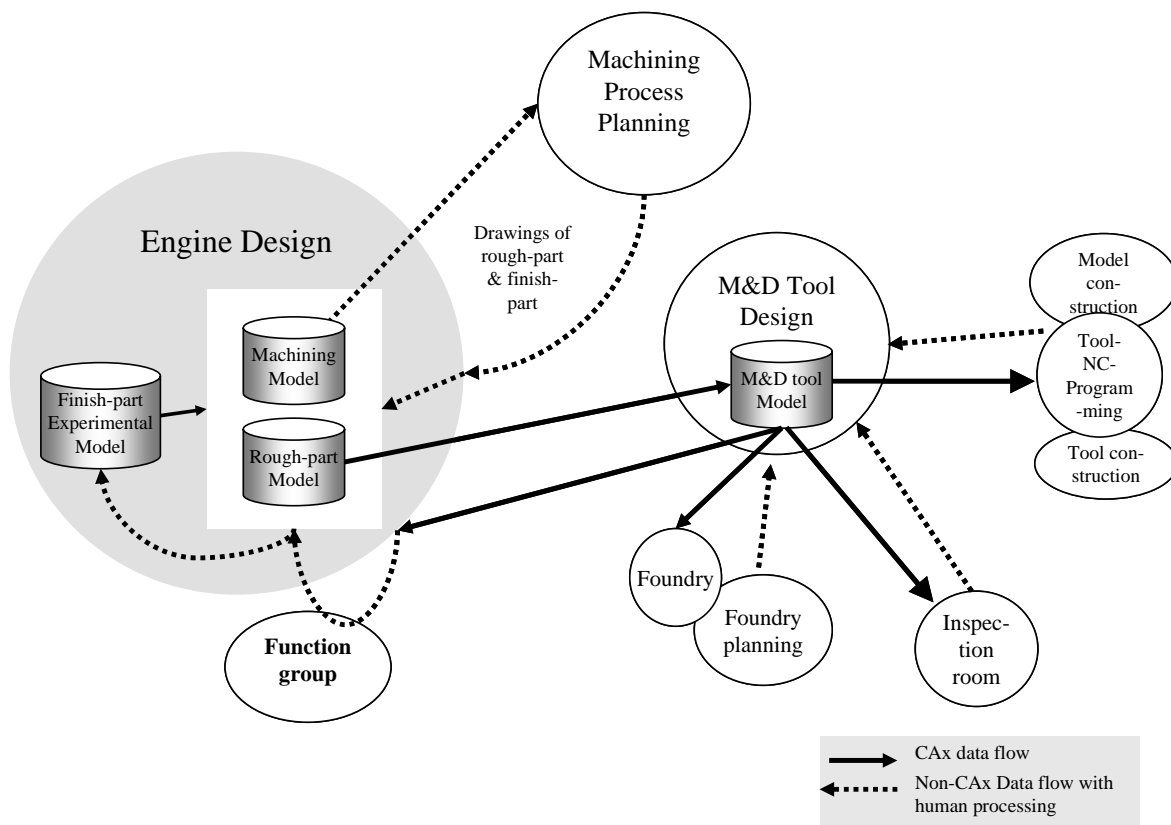 Machining
Process
Planning
Engine Design
Drawings of
rough-part
& finish-
part
Machining
Model
Finish-part
Experimental
Model
Rough-part
Model
M&D Tool
Design
M&D tool
Model
Model
con-
struction
Tool-
NC-
Program
-ming
Tool con-
struction
Foundry
Foundry
planning
Inspec-
tion
room
Function
group
CAx data flow
Non-CAx Data flow with
human processing